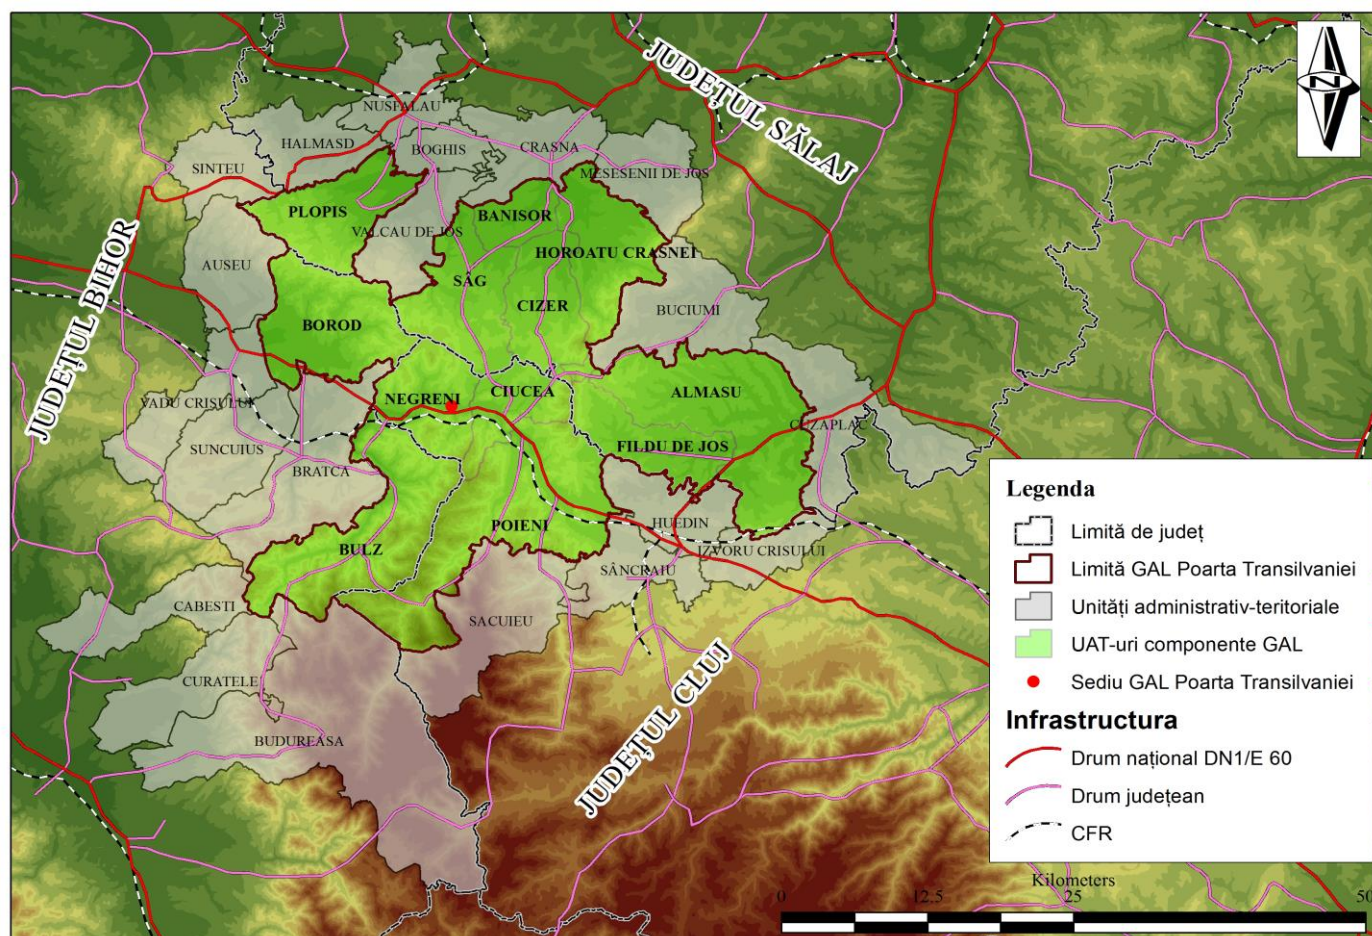 JUDEȚUL SĂLAJ
N
NUSFALAU
HALMASD
BOGHIS
CRASNA
SINTEU
MESESENII DE JOS
PLOPIS
BANISOR
VALCAU DE JOS
HOROATU CRASNEI
AUSEU
SÂG
CIZER
BUCIUMI
JUDEȚUL BIHOR
BOROD
NEGRENI
CIUCEA
ALMASU
VADU CRISULUI
CUZAPLAC
SUNCUIUS
FILDU DE JOS
BRATCA
HUEDIN
POIENI
BULZ
IZVORU CRISULUI
SÂNCRAIU
CABESTI
SACUIEU
CURATELE
BUDUREASA
JUDEȚUL CLUJ
Legenda
Limită de județ
Limită GAL Poarta Transilvaniei
Unități administrativ-teritoriale
UAT-uri componente GAL
Sediu GAL Poarta Transilvaniei
Infrastructura
Drum național DN1/E 60
Drum județean
CFR
Kilometers
0 12,5 25 50